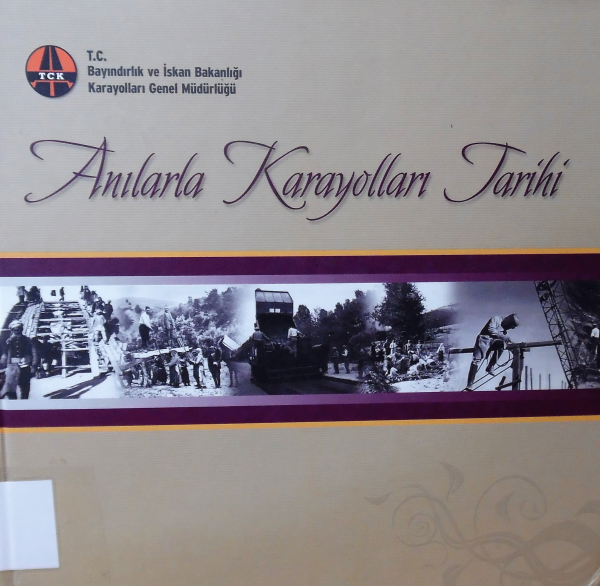 T.C.
Bayındırlık ve İskan Bakanlığı
Karayolları Genel Müdürlüğü
TCK
Anılarla Karayolları Tarihi